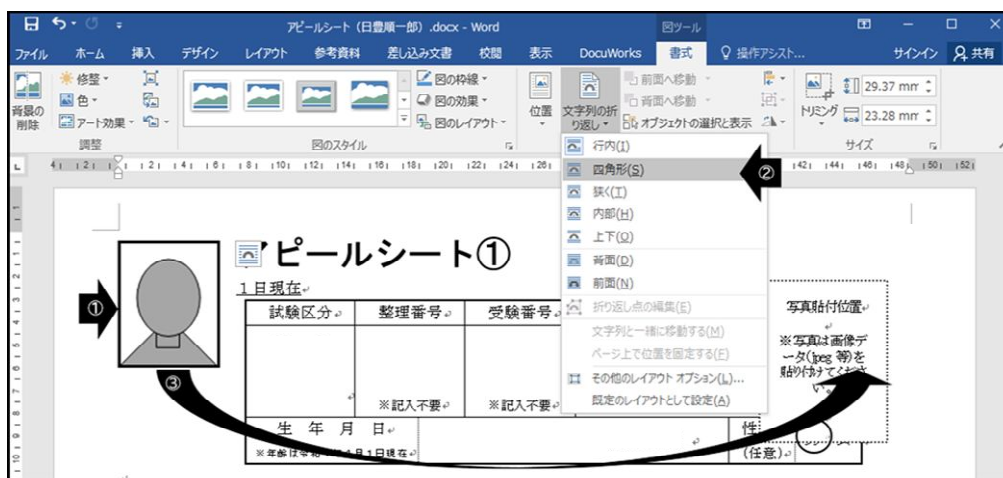 アピールシート（日豊順一郎）.docx - Word
図ツール
ファイル ホーム 挿入 デザイン レイアウト 参考資料 差し込み文書 校閲 表示 DocuWorks 書式 操作アシスト... サインイン 共有
背景の削除
修整
色
アート効果
調整
図のスタイル
図の枠線
図の効果
図のレイアウト
位置
文字列の折り返し
前面へ移動
背面へ移動
オブジェクトの選択と表示
トリミング
29.37 mm
23.28 mm
サイズ
行内(I)
四角形(S)
狭く(T)
内部(H)
上下(O)
背面(D)
前面(N)
折り返し点の編集(E)
文字列と一緒に移動する(M)
ページ上で位置を固定する(F)
その他のレイアウト オプション(L)...
既定のレイアウトとして設定(A)
①
②
③
ピールシート①
1日現在
試験区分 整理番号 受験番号
※記入不要 ※記入不要
生 年 月 日
性
(任意)
写真貼付位置
※写真は画像デ
ータ(jpeg 等)を
貼り付けてくださ
い。